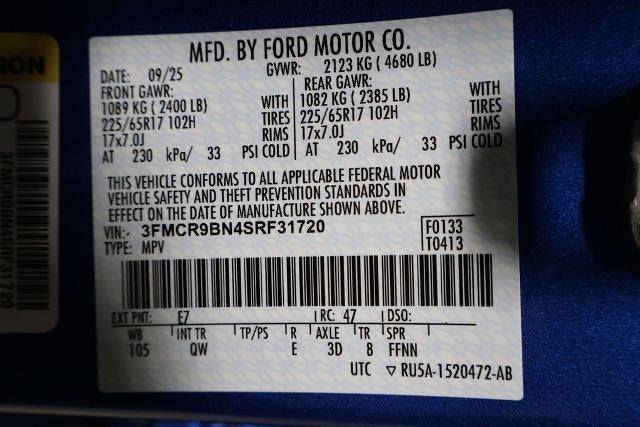 MFD. BY FORD MOTOR CO.
DATE: 09/25 GVWR: 2123 KG ( 4680 LB)
FRONT GAWR: REAR GAWR:
1089 KG ( 2400 LB) WITH 1082 KG ( 2385 LB) WITH
225/65R17 102H TIRES 225/65R17 102H TIRES
17x7.0J RIMS 17x7.0J RIMS
AT 230 kPa/ 33 PSI COLD AT 230 kPa/ 33 PSI COLD
THIS VEHICLE CONFORMS TO ALL APPLICABLE FEDERAL MOTOR
VEHICLE SAFETY AND THEFT PREVENTION STANDARDS IN
EFFECT ON THE DATE OF MANUFACTURE SHOWN ABOVE.
VIN: 3FMCR9BN4SRF31720 F0133
TYPE: MPV T0413
EXT PNT: E7 RC: 47 DSO:
WB INT TR TP/PS R AXLE TR SPR
105 QW E 3D 8 FFNN
UTC ▽ RU5A-1520472-AB
3FMCR9BN4SRF31720